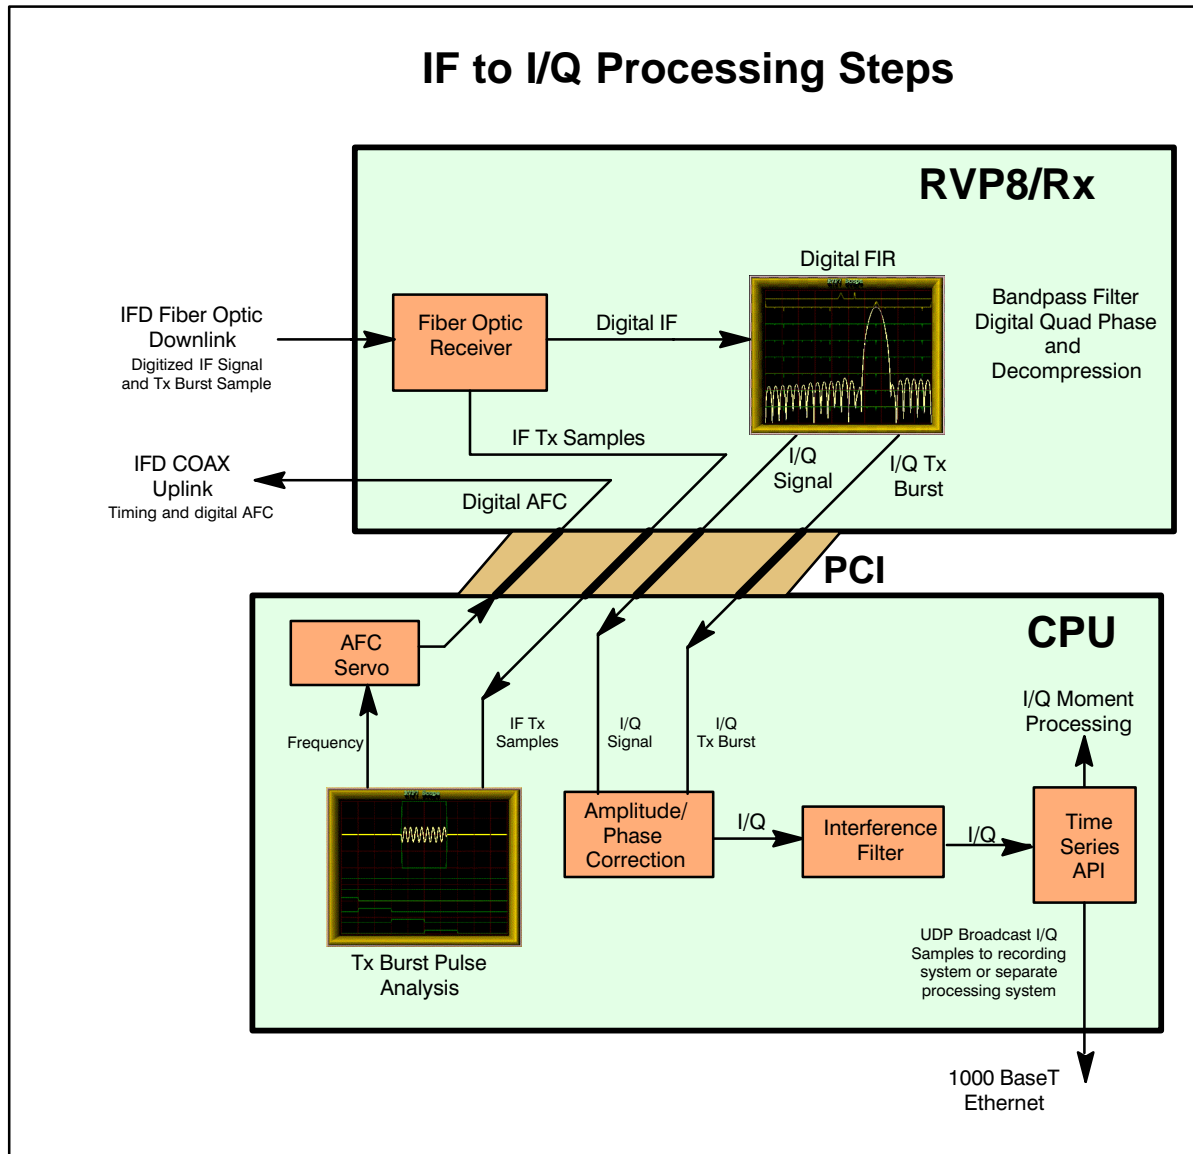 IF to I/Q Processing Steps
RVP8/Rx
Digital FIR
IFD Fiber Optic
Downlink
Digitized IF Signal
and Tx Burst Sample
Fiber Optic
Receiver
Digital IF
Bandpass Filter
Digital Quad Phase
and
Decompression
IF Tx Samples
I/Q
Signal
I/Q Tx
Burst
IFD COAX
Uplink
Timing and digital AFC
Digital AFC
PCI
CPU
AFC
Servo
Frequency
IF Tx
Samples
I/Q
Signal
I/Q
Tx Burst
I/Q Moment
Processing
Amplitude/
Phase
Correction
I/Q
Interference
Filter
I/Q
Time
Series
API
Tx Burst Pulse
Analysis
UDP Broadcast I/Q
Samples to recording
system or separate
processing system
1000 BaseT
Ethernet